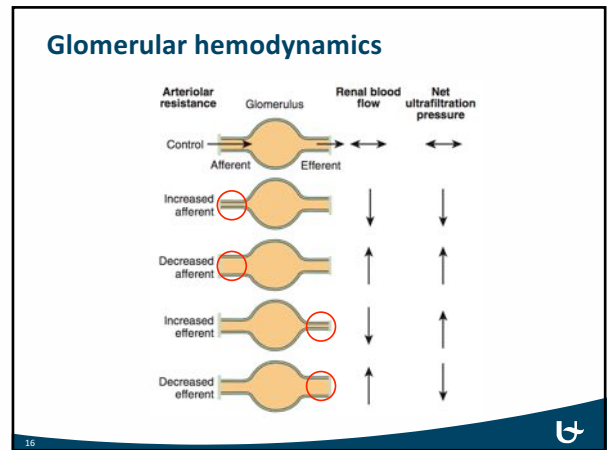 Glomerular hemodynamics
Arteriolar
resistance
Glomerulus
Renal blood
flow
Net
ultrafiltration
pressure
Control
Afferent
Efferent
Increased
afferent
Decreased
afferent
Increased
efferent
Decreased
efferent
16